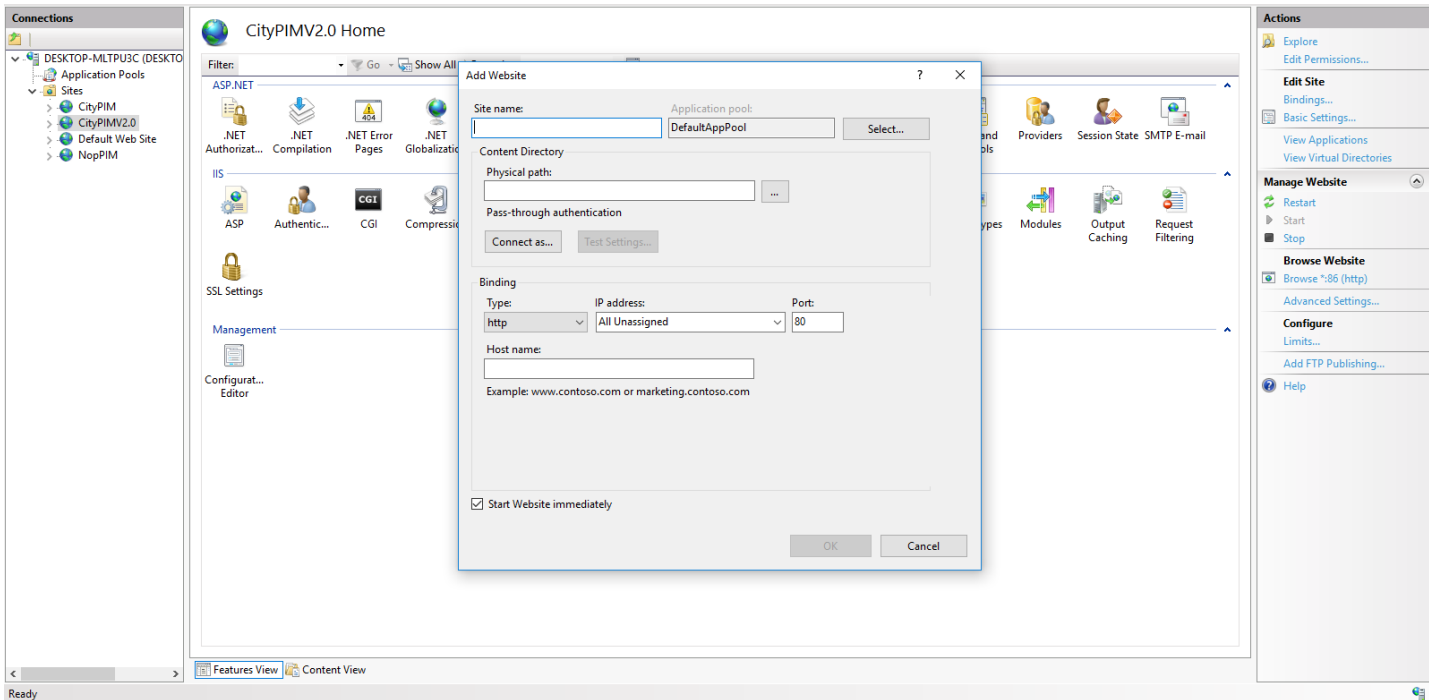 Connections
DESKTOP-MLTPU3C (DESKTO
Application Pools
Sites
CityPIM
CityPIMV2.0
Default Web Site
NopPIM
CityPIMV2.0 Home
Filter:
Go
Show All
ASP.NET
.NET Authorizat...
.NET Compilation
404
.NET Error Pages
.NET Globalizatio
and
ols
Providers
Session State
SMTP E-mail
IIS
ASP
Authentic...
CGI
CGI
Compressio
ypes
Modules
Output Caching
Request Filtering
SSL Settings
Management
Configurat... Editor
Add Website
?
Site name:
Application pool:
DefaultAppPool
Select...
Content Directory
Physical path:
...
Pass-through authentication
Connect as...
Test Settings...
Binding
Type:
IP address:
Port:
http
All Unassigned
80
Host name:
Example: www.contoso.com or marketing.contoso.com
Start Website immediately
OK
Cancel
Features View
Content View
Ready
Actions
Explore
Edit Permissions...
Edit Site
Bindings...
Basic Settings...
View Applications
View Virtual Directories
Manage Website
Restart
Start
Stop
Browse Website
Browse *:86 (http)
Advanced Settings...
Configure
Limits...
Add FTP Publishing...
Help